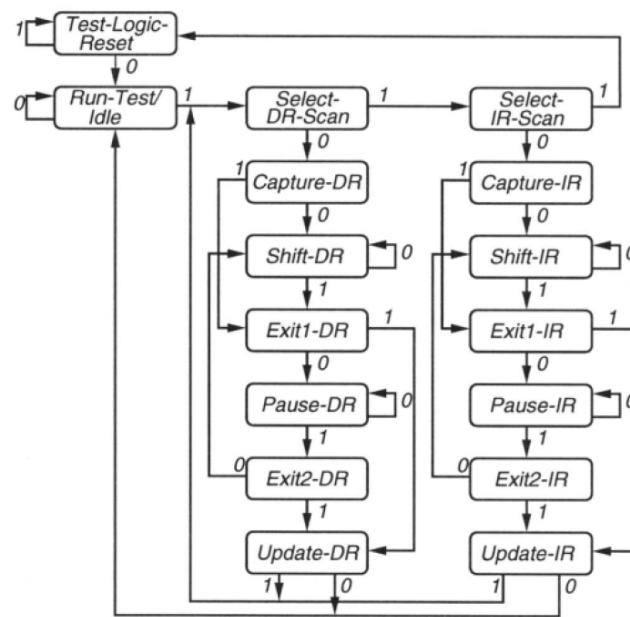 1
Test-Logic-
Reset
0
0
Run-Test/
Idle
1
Select-
DR-Scan
1
Select-
IR-Scan
1
0
0
1
Capture-DR
1
Capture-IR
0
0
Shift-DR
0
Shift-IR
0
1
1
Exit1-DR
1
Exit1-IR
1
0
0
Pause-DR
0
Pause-IR
0
1
1
0
Exit2-DR
0
Exit2-IR
1
1
Update-DR
Update-IR
1
0
1
0